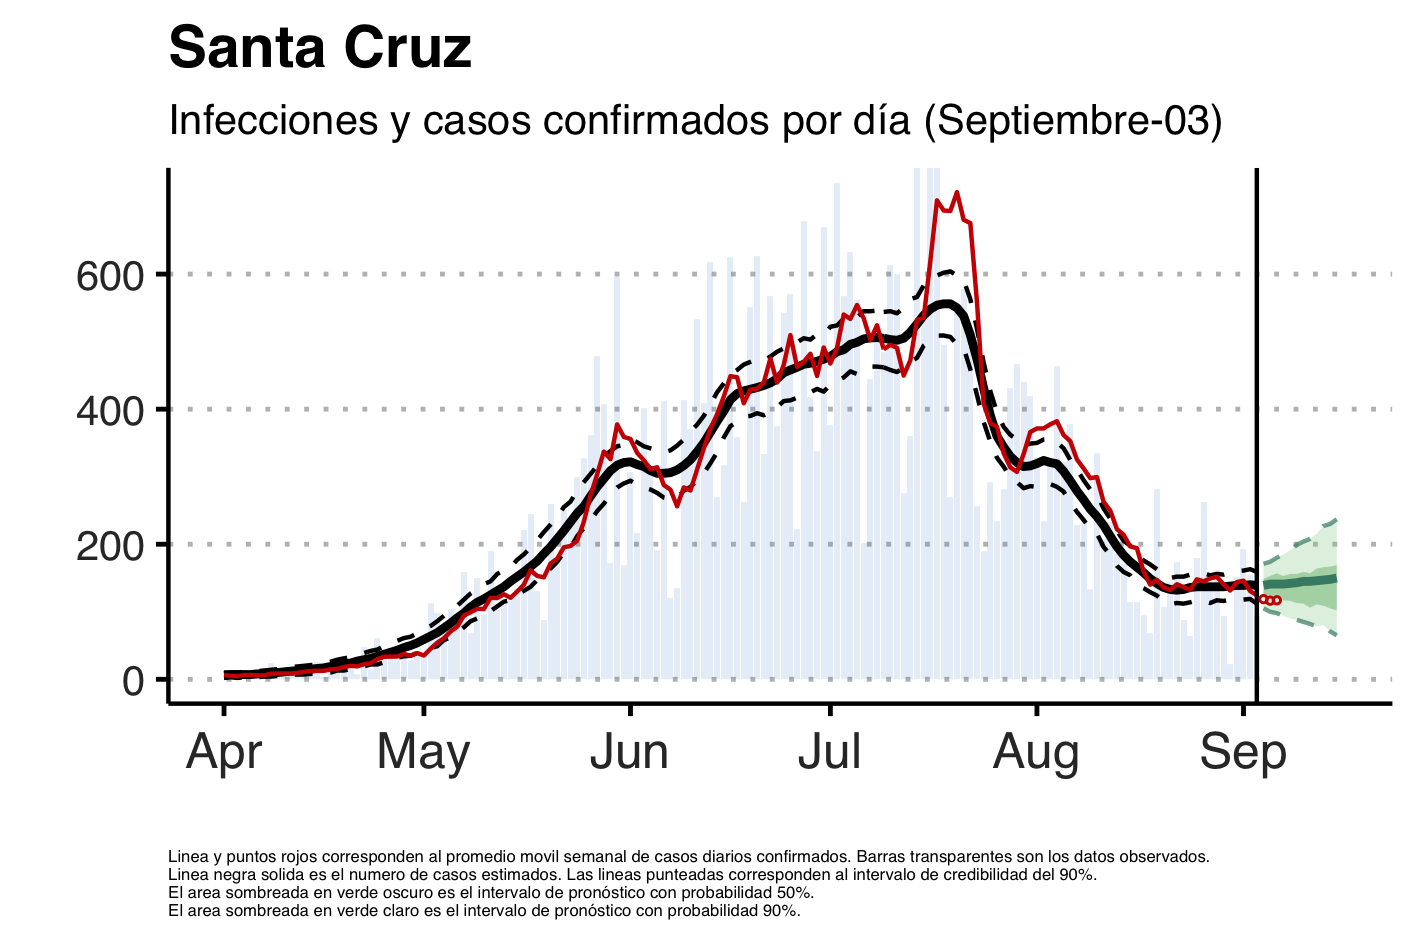 Santa Cruz
Infecciones y casos confirmados por día (Septiembre-03)
600
400
200
0
Apr May Jun Jul Aug Sep
Linea y puntos rojos corresponden al promedio movil semanal de casos diarios confirmados. Barras transparentes son los datos observados.
Linea negra solida es el numero de casos estimados. Las lineas punteadas corresponden al intervalo de credibilidad del 90%.
El area sombreada en verde oscuro es el intervalo de pronóstico con probabilidad 50%.
El area sombreada en verde claro es el intervalo de pronóstico con probabilidad 90%.